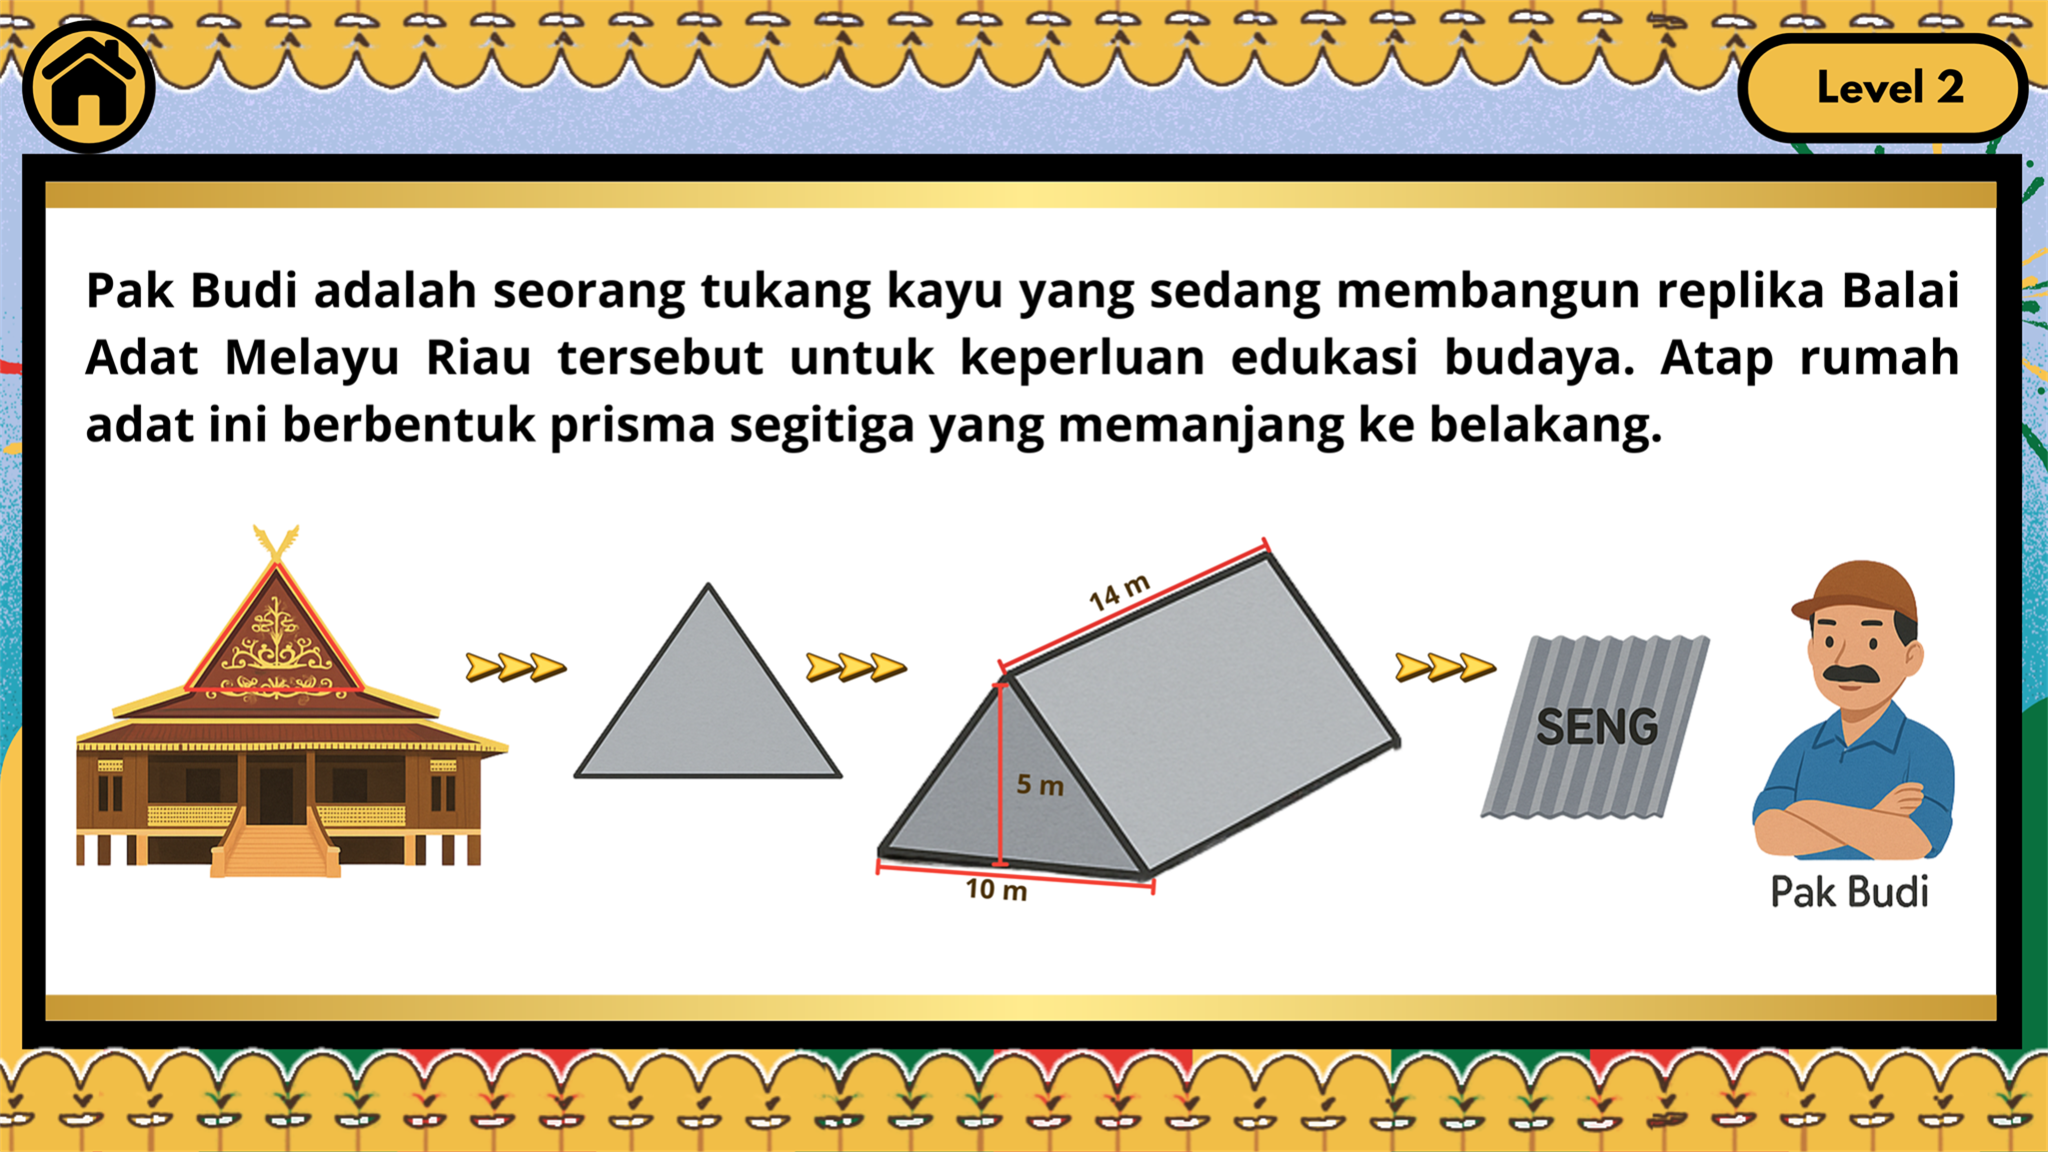 Level 2
Pak Budi adalah seorang tukang kayu yang sedang membangun replika Balai
Adat Melayu Riau tersebut untuk keperluan edukasi budaya. Atap rumah
adat ini berbentuk prisma segitiga yang memanjang ke belakang.
14 m
5 m
10 m
SENG
Pak Budi